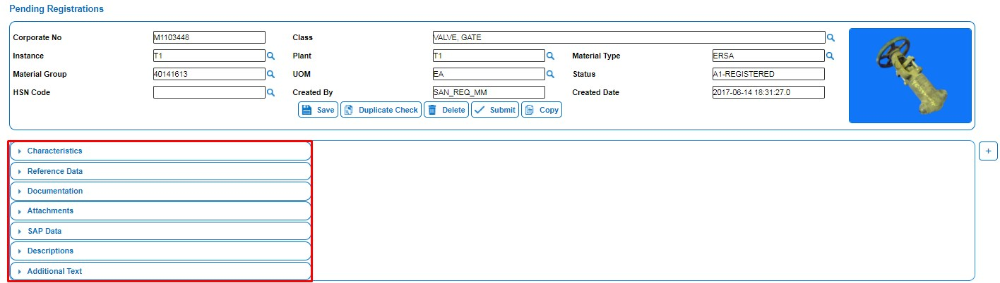 Pending Registrations
Corporate No M1103448 Class VALVE, GATE
Instance T1 Plant T1 Material Type ERSA
Material Group 40141613 UOM EA Status A1-REGISTERED
HSN Code Created By SAN_REQ_MM Created Date 2017-06-14 18:31:27.0
Save Duplicate Check Delete Submit Copy
Characteristics
+
Reference Data
Documentation
Attachments
SAP Data
Descriptions
Additional Text